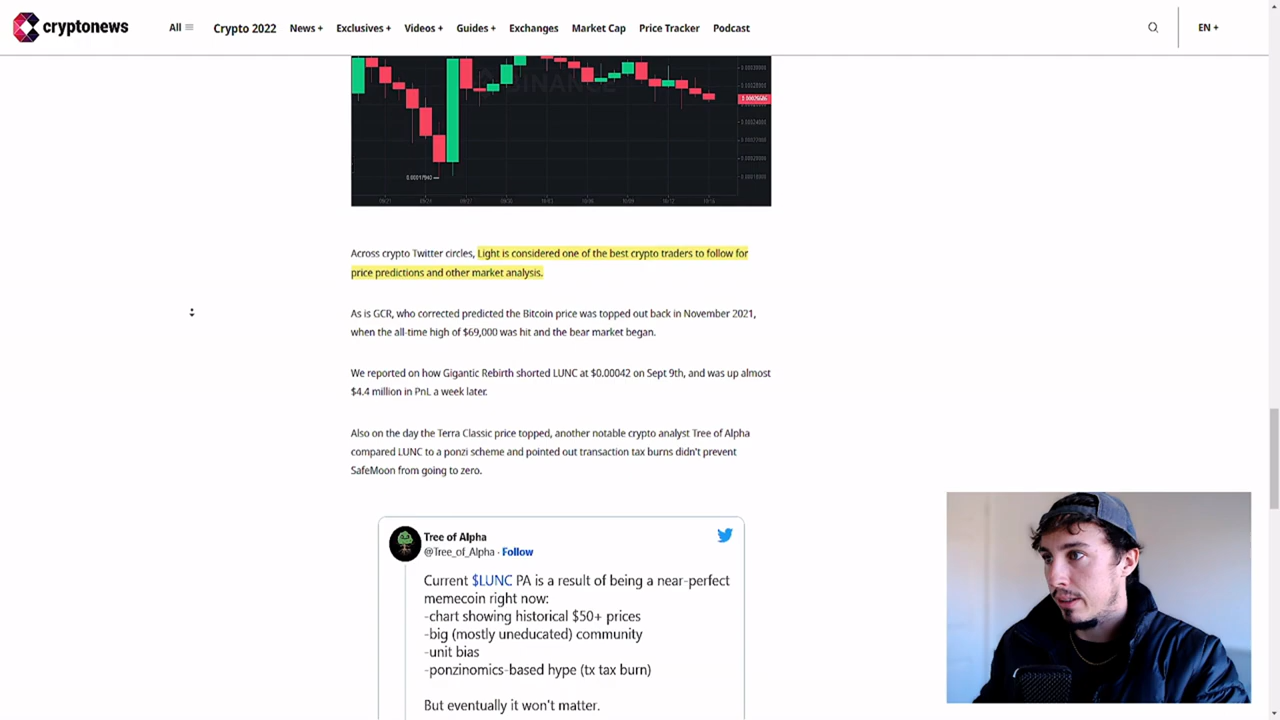 cryptonews
All
Crypto 2022
News +
Exclusives +
Videos +
Guides +
Exchanges
Market Cap
Price Tracker
Podcast
EN +
BINANCE
Across crypto Twitter circles, Light is considered one of the best crypto traders to follow for
price predictions and other market analysis.
As is GCR, who corrected predicted the Bitcoin price was topped out back in November 2021,
when the all-time high of $69,000 was hit and the bear market began.
We reported on how Gigantic Rebirth shorted LUNC at $0.00042 on Sept 9th, and was up almost
$4.4 million in PnL a week later.
Also on the day the Terra Classic price topped, another notable crypto analyst Tree of Alpha
compared LUNC to a ponzi scheme and pointed out transaction tax burns didn't prevent
SafeMoon from going to zero.
Tree of Alpha
@Tree_of_Alpha · Follow
Current $LUNC PA is a result of being a near-perfect
memecoin right now:
-chart showing historical $50+ prices
-big (mostly uneducated) community
-unit bias
-ponzinomics-based hype (tx tax burn)
But eventually it won't matter.